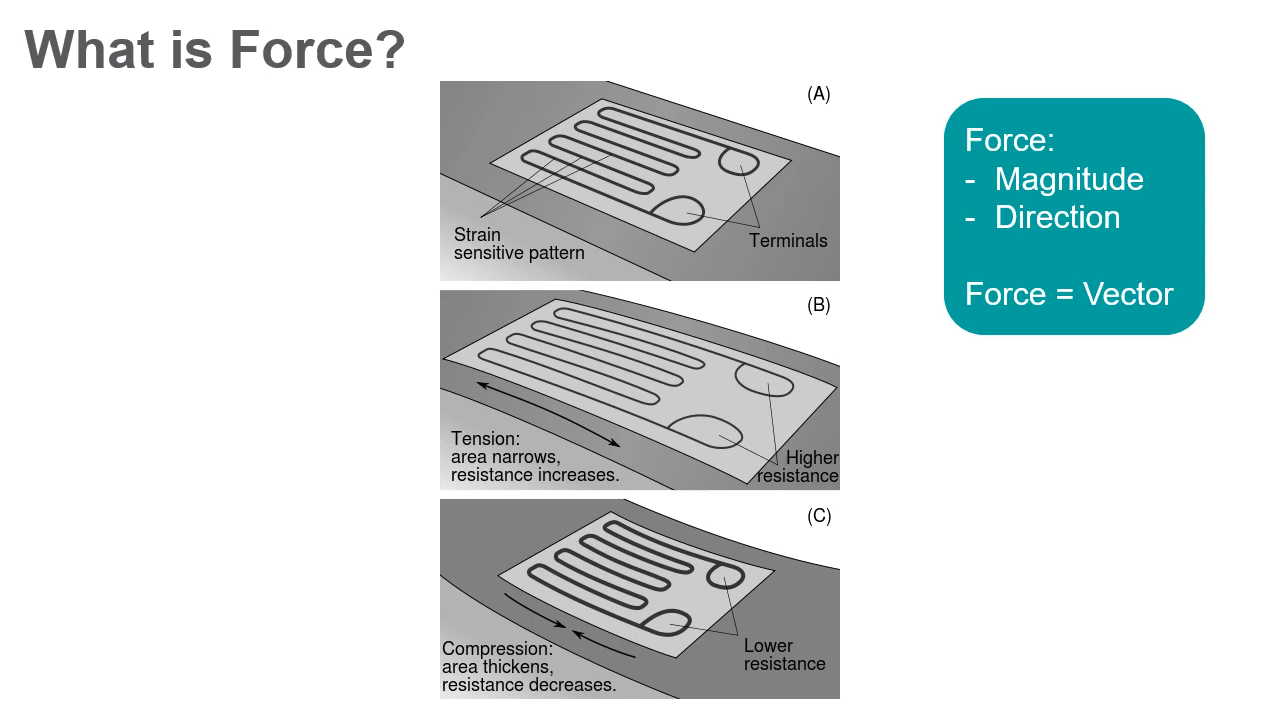 What is Force?
(A)
Strain
sensitive pattern
Terminals
(B)
Tension:
area narrows,
resistance increases.
Higher
resistance
(C)
Compression:
area thickens,
resistance decreases.
Lower
resistance
Force:
- Magnitude
- Direction
Force = Vector